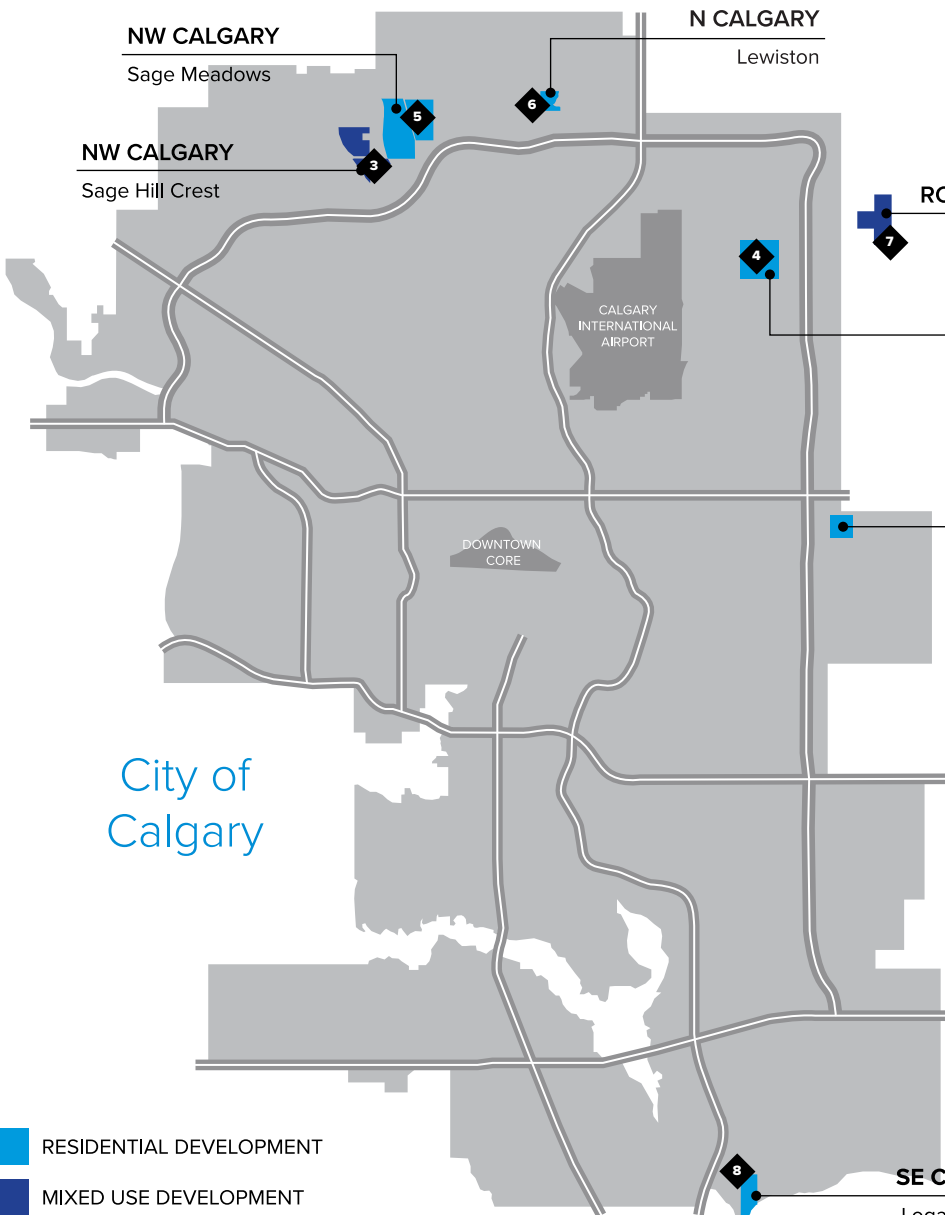 N CALGARY
Lewiston
NW CALGARY
Sage Meadows
6
5
NW CALGARY
Sage Hill Crest
3
7
4
CALGARY
INTERNATIONAL
AIRPORT
DOWNTOWN
CORE
City of
Calgary
RESIDENTIAL DEVELOPMENT
MIXED USE DEVELOPMENT
8
SE C